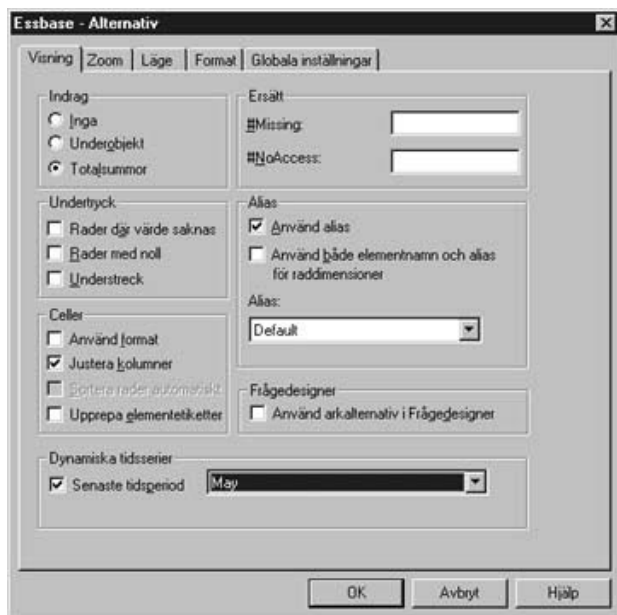 Essbase - Alternativ
Visning Zoom Läge Format Globala inställningar
Indrag
Inga
Underobjekt
Totalsummor
Ersätt
#Missing:
#NoAccess:
Undertryck
Rader där värde saknas
Rader med noll
Understreck
Alias
Använd alias
Använd både elementnamn och alias
för raddimensioner
Alias:
Default
Celler
Använd format
Justera kolumner
Sortera rader automatiskt
Upprepa elementetiketter
Frågedesigner
Använd arkalternativ i Frågedesigner
Dynamiska tidsserier
Senaste tidsperiod
May
OK Avbryt Hjälp